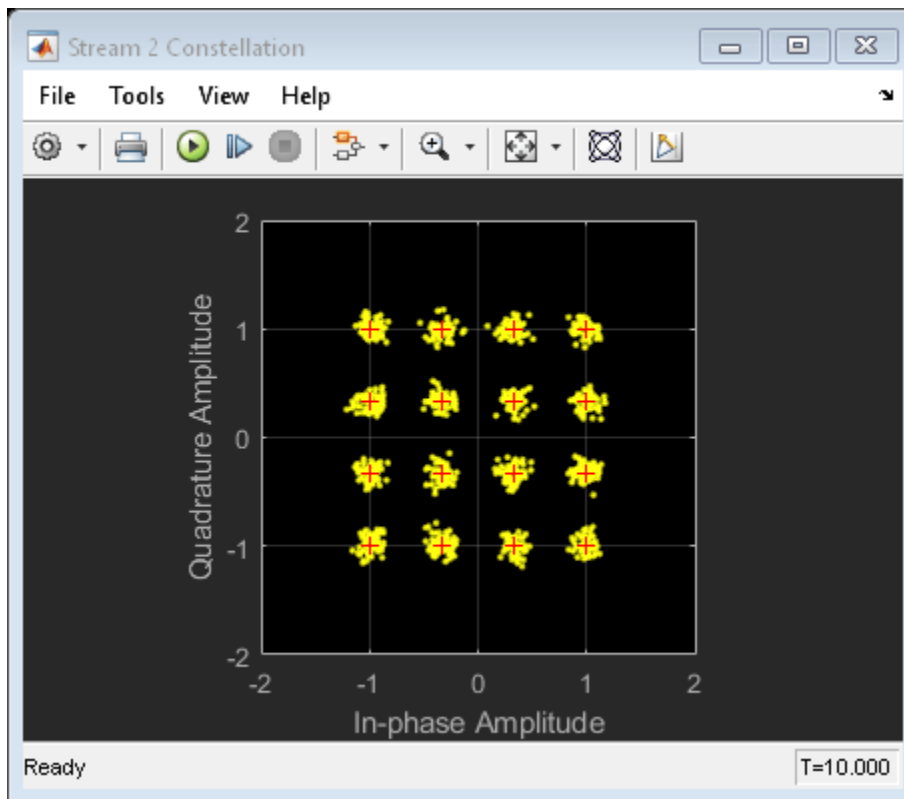 Stream 2 Constellation
File Tools View Help
2
1
0
-1
-2
Quadrature Amplitude
-2 -1 0 1 2
In-phase Amplitude
Ready T=10.000